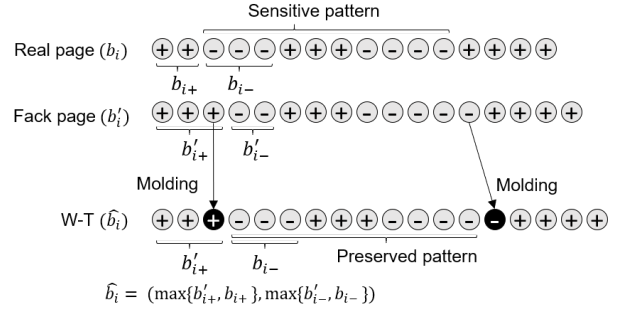 Sensitive pattern
Real page (bᵢ) + + − − − + + + − − − − + + + +
bᵢ₊ bᵢ₋
Fack page (b′ᵢ) + + + − − + + + − − − − − + + + +
b′ᵢ₊ b′ᵢ₋
Molding Molding
W-T (b̂ᵢ) + + + − − − + + + − − − − − + + + +
b′ᵢ₊ bᵢ₋ Preserved pattern
b̂ᵢ = (max{b′ᵢ₊, bᵢ₊}, max{b′ᵢ₋, bᵢ₋})